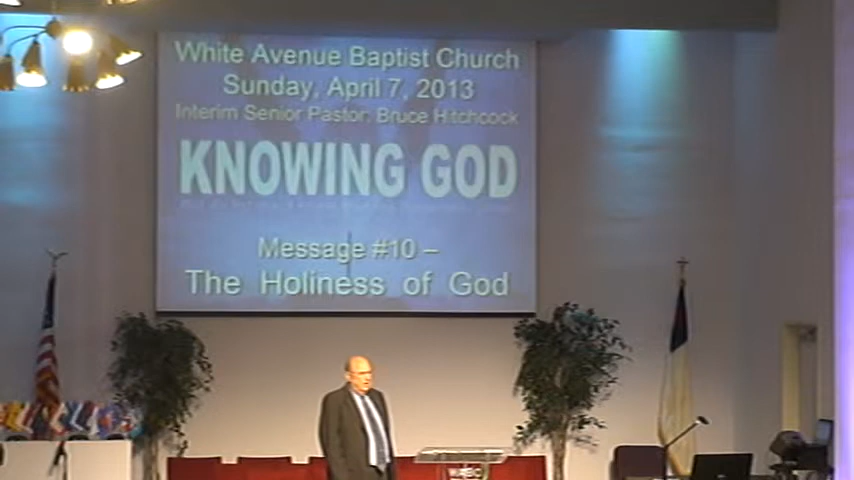 White Avenue Baptist Church
Sunday, April 7, 2013
Interim Senior Pastor: Bruce Hitchcock
KNOWING GOD
Message #10 –
The Holiness of God